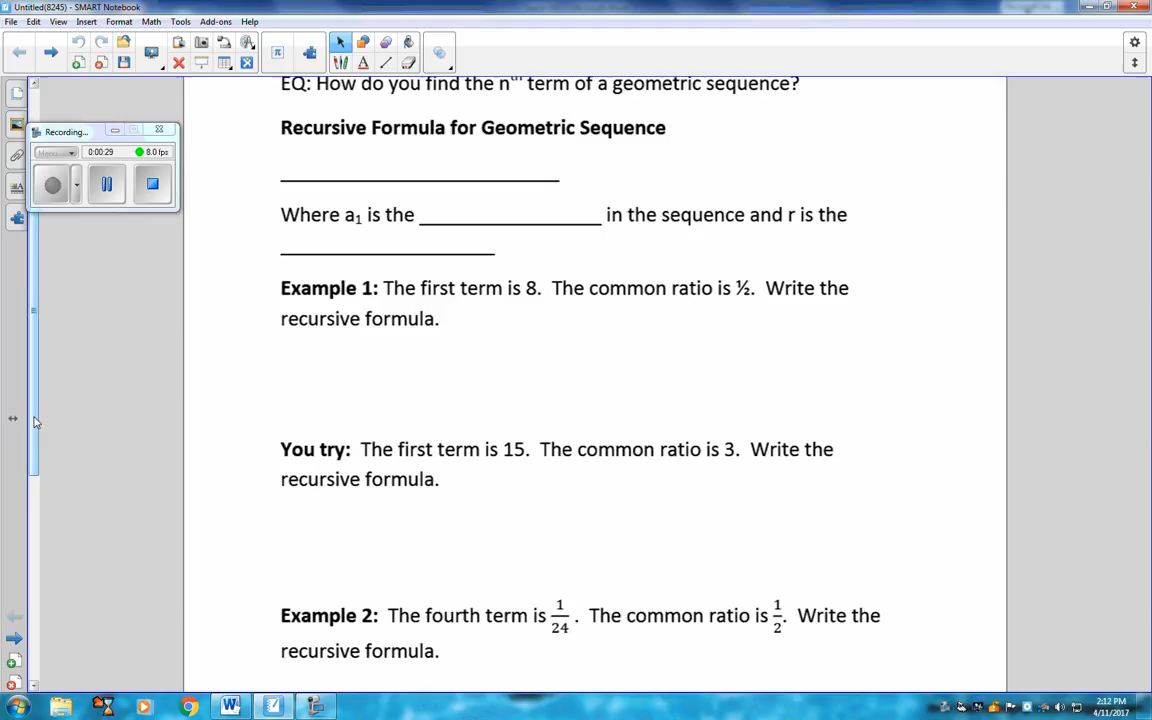 Untitled(8245) - SMART Notebook
File Edit View Insert Format Math Tools Add-ons Help
EQ: How do you find the nᵗʰ term of a geometric sequence?
Recursive Formula for Geometric Sequence
Recording...
Menu
0:00:29 8.0 fps
Where a₁ is the ____________________ in the sequence and r is the
________________________
Example 1: The first term is 8. The common ratio is ½. Write the
recursive formula.
You try: The first term is 15. The common ratio is 3. Write the
recursive formula.
Example 2: The fourth term is 1/24 . The common ratio is 1/2. Write the
recursive formula.
2:12 PM
4/11/2017